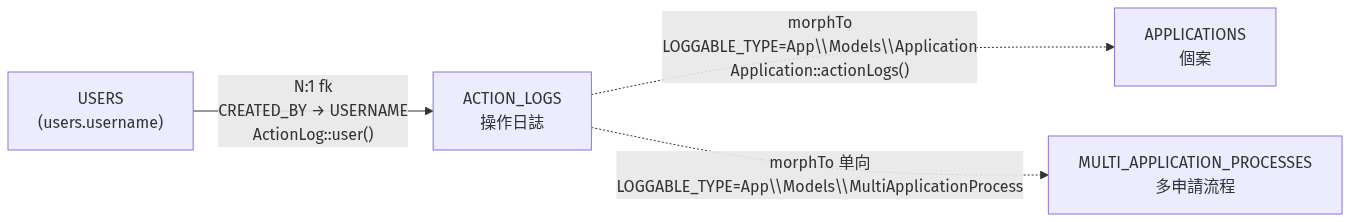 USERS
(users.username)
N:1 fk
CREATED_BY → USERNAME
ActionLog::user()
ACTION_LOGS
操作日誌
morphTo
LOGGABLE_TYPE=App\\Models\\Application
Application::actionLogs()
APPLICATIONS
個案
morphTo 单向
LOGGABLE_TYPE=App\\Models\\MultiApplicationProcess
MULTI_APPLICATION_PROCESSES
多申請流程